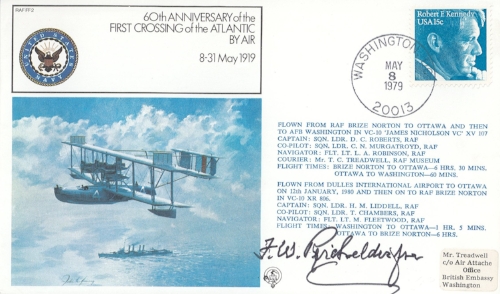 RAF FF5
60th ANNIVERSARY of the
FIRST CROSSING of the ATLANTIC
BY AIR
8-31 May 1919
UNITED STATES
NAVY
Robert F. Kennedy
USA 15c
WASHINGTON
MAY
8
1979
20013
FLOWN FROM RAF BRIZE NORTON TO OTTAWA AND THEN
TO AFB WASHINGTON IN VC-10 'JAMES NICHOLSON VC' XV 107
CAPTAIN: SQN. LDR. D. C. ROBERTS, RAF
CO-PILOT: SQN. LDR. C. N. MURGATROYD, RAF
NAVIGATOR: FLT. LT. L. A. ROBINSON, RAF
COURIER: Mr. T. C. TREADWELL, RAF MUSEUM
FLIGHT TIMES: BRIZE NORTON TO OTTAWA—6 HRS. 30 MINS.
OTTAWA TO WASHINGTON—60 MINS.
FLOWN FROM DULLES INTERNATIONAL AIRPORT TO OTTAWA
ON 12th JANUARY, 1980 AND THEN ON TO RAF BRIZE NORTON
IN VC-10 XR 806.
CAPTAIN: SQN. LDR. H. M. LIDDELL, RAF
CO-PILOT: SQN. LDR. T. CHAMBERS, RAF
NAVIGATOR: FLT. LT. M. FLEETWOOD, RAF
FLIGHT TIMES: WASHINGTON TO OTTAWA—1 HR. 5 MINS.
OTTAWA TO BRIZE NORTON—6 HRS.
F.W.
Mr. Treadwell
c/o Air Attache
Office
British Embassy
Washington